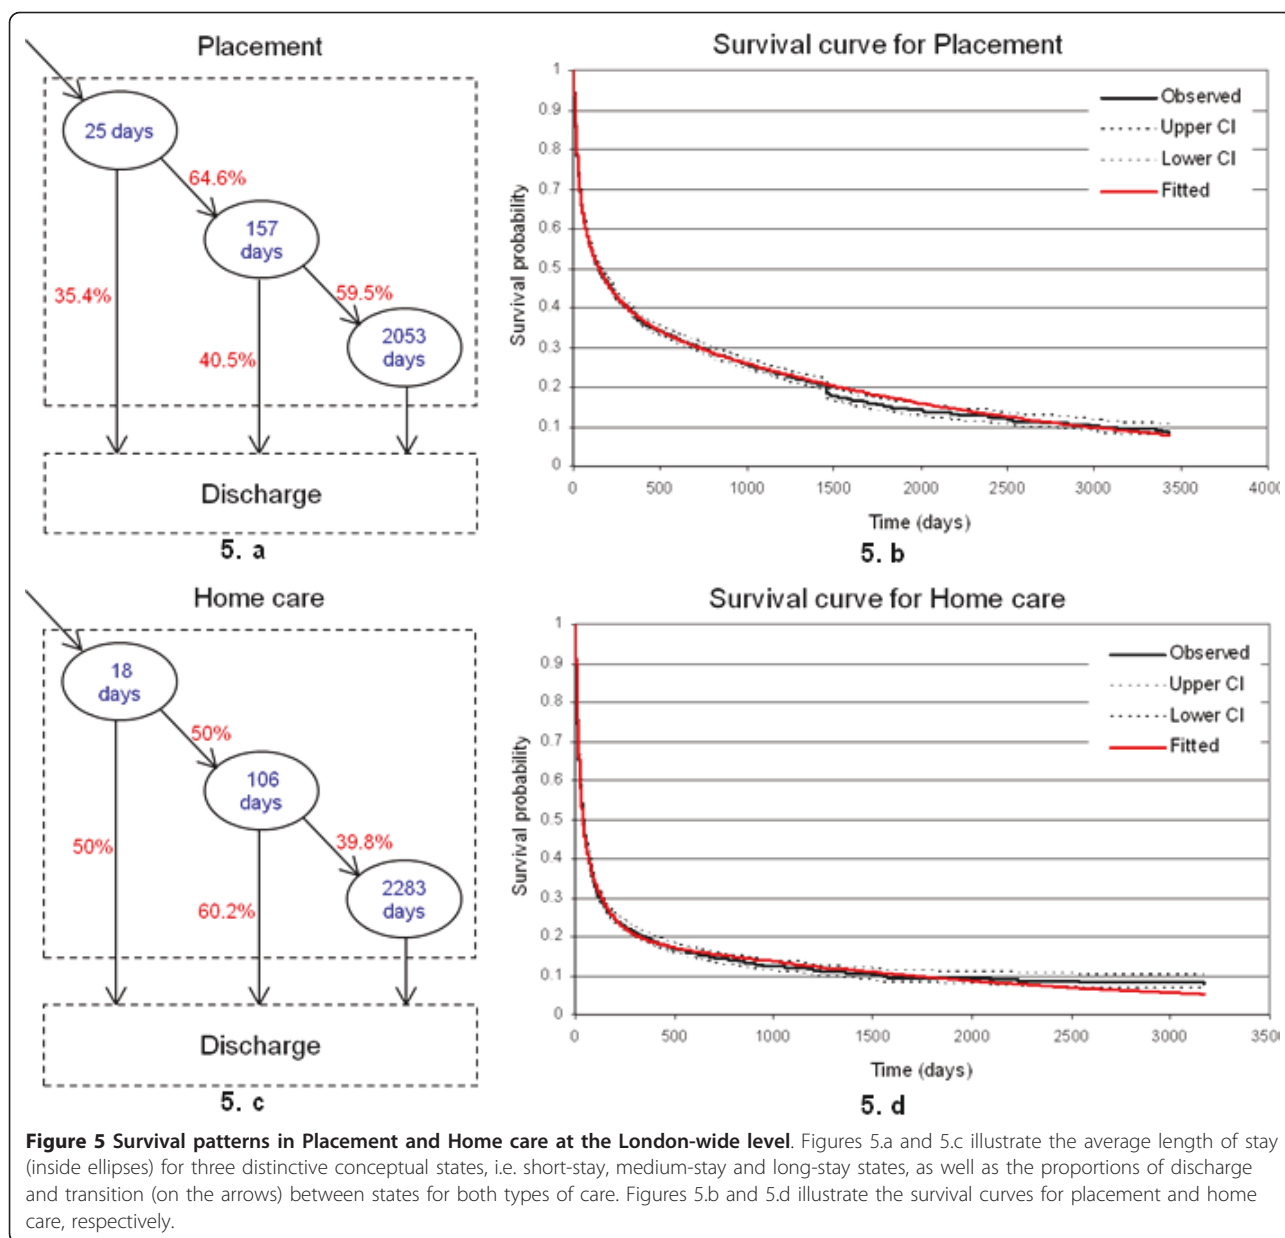 Placement
25 days
64.6%
157
days
35.4%
59.5%
40.5%
2053
days
Discharge
5. a
Survival curve for Placement
1
0.9
0.8
0.7
0.6
0.5
0.4
0.3
0.2
0.1
0
Survival probability
Observed
Upper CI
Lower CI
Fitted
0 500 1000 1500 2000 2500 3000 3500 4000
Time (days)
5. b
Home care
18
days
50%
106
days
50%
39.8%
60.2%
2283
days
Discharge
5. c
Survival curve for Home care
1
0.9
0.8
0.7
0.6
0.5
0.4
0.3
0.2
0.1
0
Survival probability
Observed
Upper CI
Lower CI
Fitted
0 500 1000 1500 2000 2500 3000 3500
Time (days)
5. d
Figure 5 Survival patterns in Placement and Home care at the London-wide level. Figures 5.a and 5.c illustrate the average length of stay
(inside ellipses) for three distinctive conceptual states, i.e. short-stay, medium-stay and long-stay states, as well as the proportions of discharge
and transition (on the arrows) between states for both types of care. Figures 5.b and 5.d illustrate the survival curves for placement and home
care, respectively.